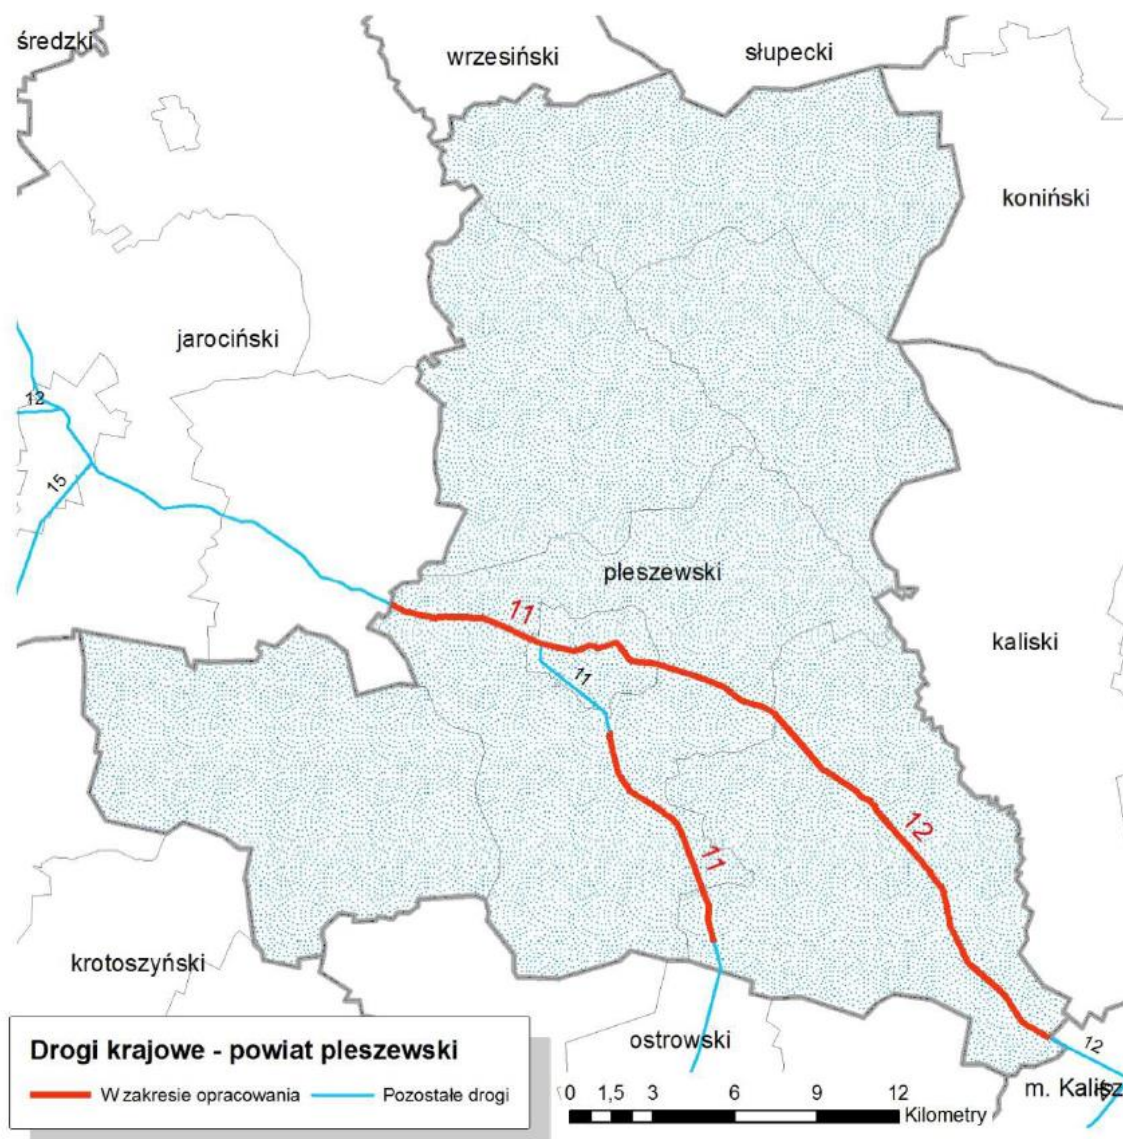 średzki
wrzesiński
słupecki
koniński
jarociński
12
15
pleszewski
11
kaliski
11
12
11
krotoszyński
ostrowski
12
m. Kalisz
Drogi krajowe - powiat pleszewski
W zakresie opracowania
Pozostałe drogi
0 1,5 3 6 9 12
Kilometry